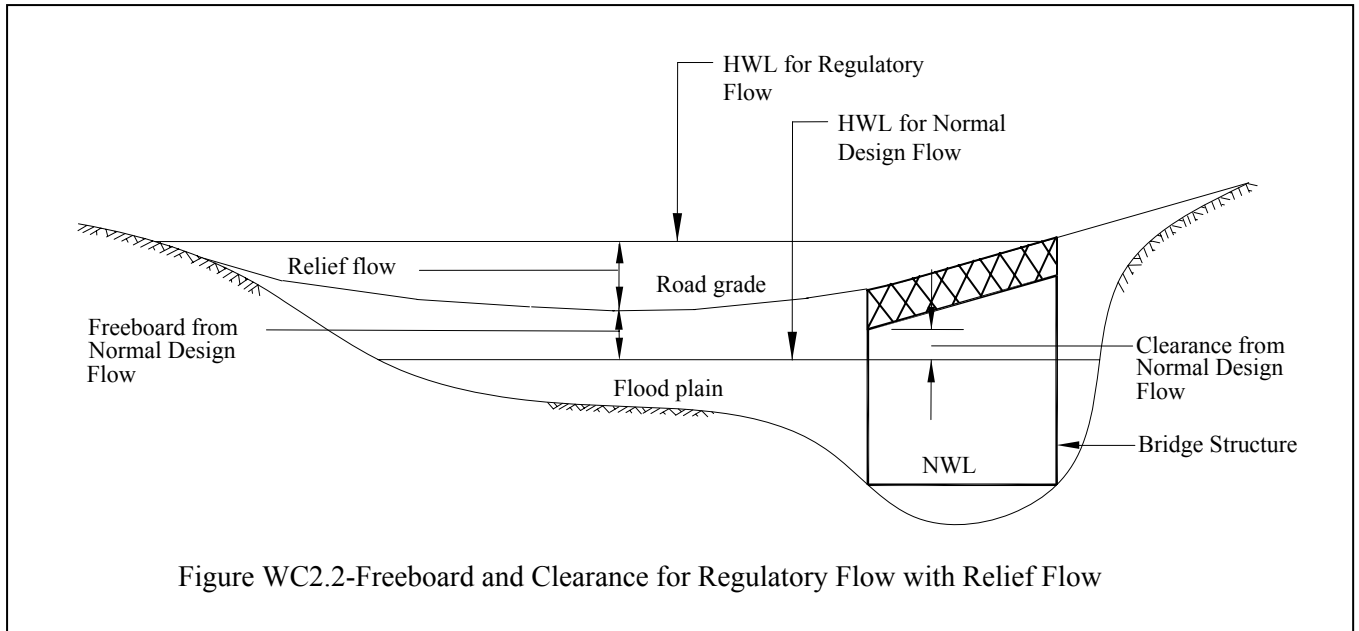 HWL for Regulatory
Flow
HWL for Normal
Design Flow
Relief flow
Road grade
Freeboard from
Normal Design
Flow
Clearance from
Normal Design
Flow
Flood plain
Bridge Structure
NWL
Figure WC2.2-Freeboard and Clearance for Regulatory Flow with Relief Flow